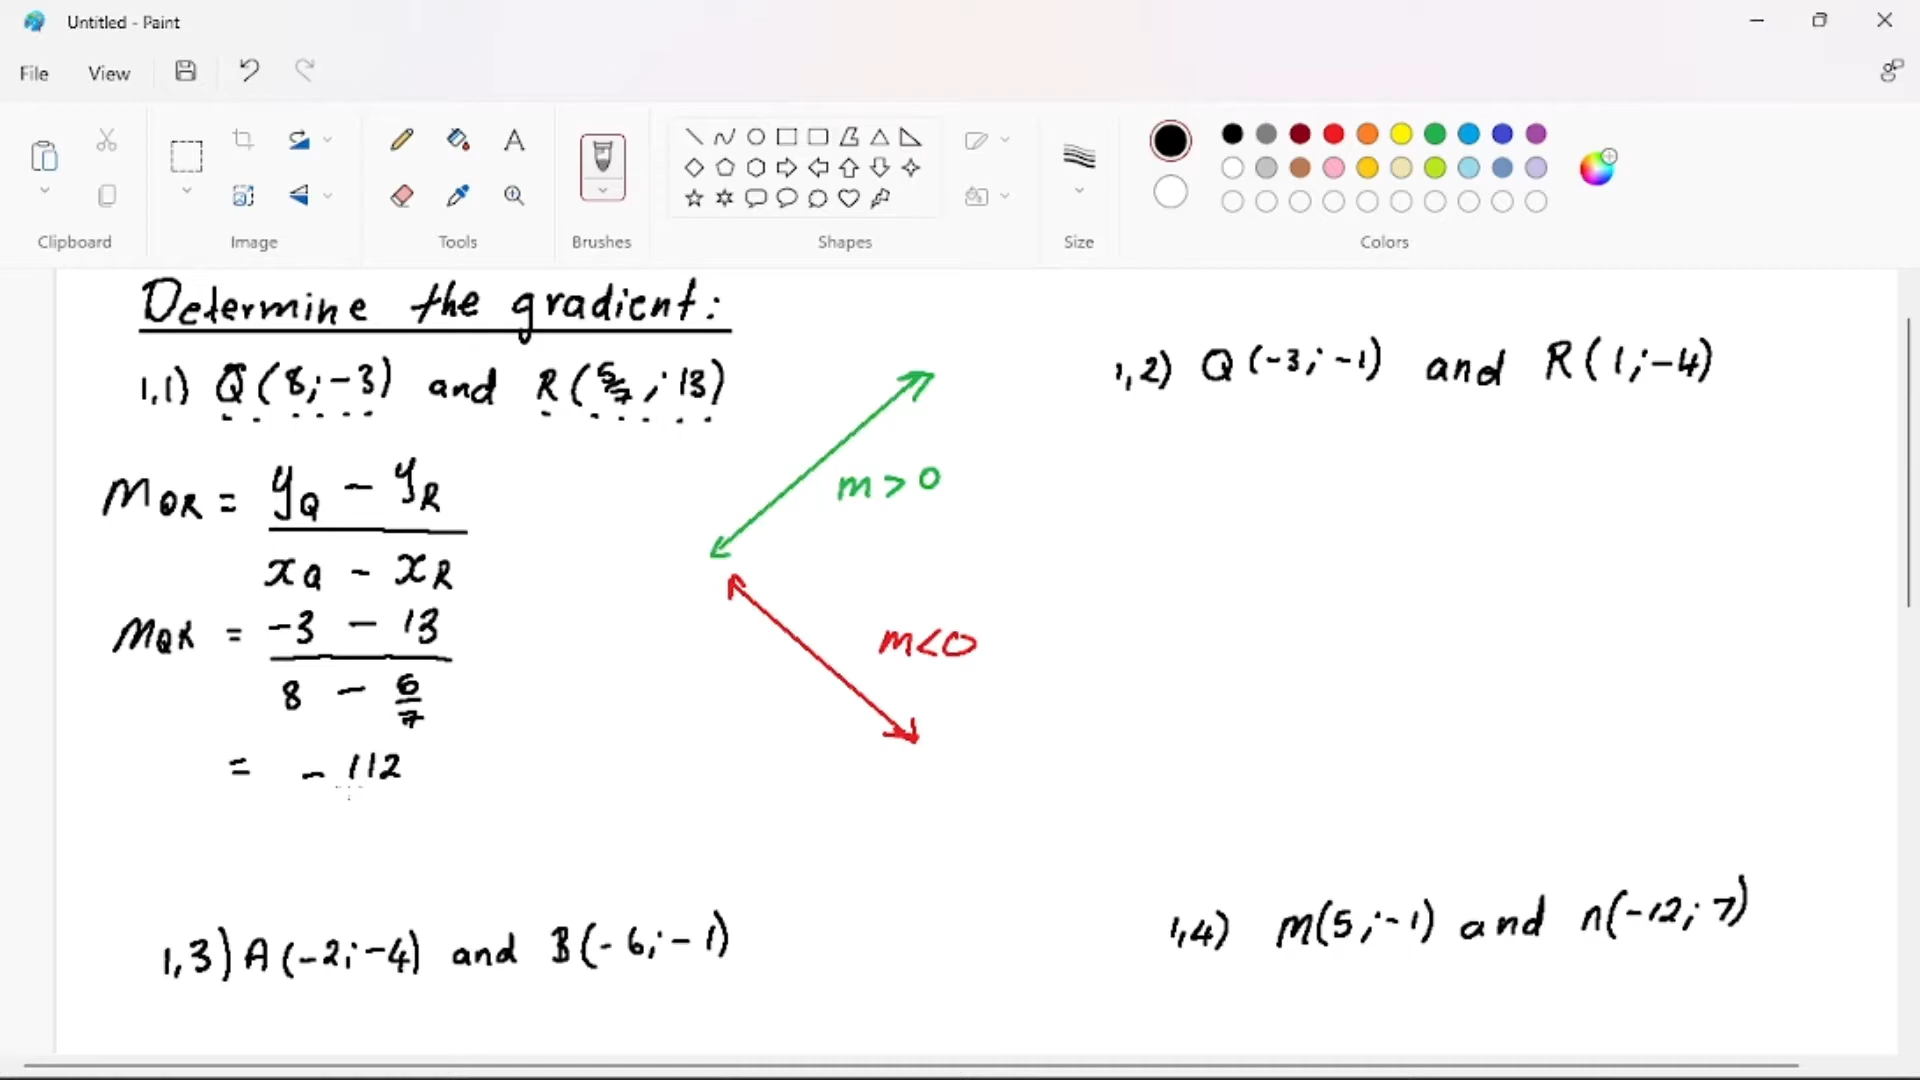 Untitled - Paint
File View
Clipboard Image Tools Brushes Shapes Size Colors
Determine the gradient:
1,1) Q(8;-3) and R(5/7;13)
m>0
MQR = yQ - yR
xQ - xR
MQR = -3 - 13
8 - 6/7
= -112
m<0
1,2) Q(-3;-1) and R(1;-4)
1,3) A(-2;-4) and B(-6;-1)
1,4) m(5;-1) and n(-12;7)